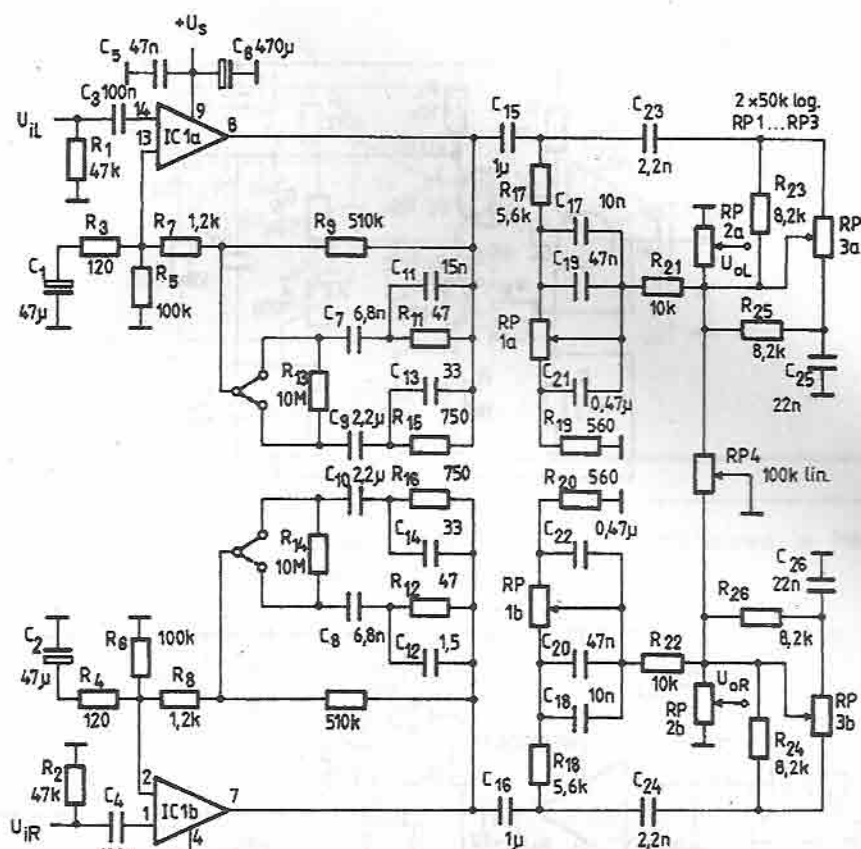 +Us
C5 47n
C6 470µ
C3 100n
14
9
UiL
IC1a
8
13
R1
47k
R3
120
R7 1,2k
R9 510k
C1
47µ
R5
100k
C11
15n
C7 6,8n
R11 47
R13
10M
C13 33
C9 2,2µ
R15 750
C10 2,2µ
R16 750
R14
10M
C14 33
R12 47
C8 6,8n
C12 1,5
C2
47µ
R6 100k
R4
120
R8
1,2k
510k
R2
47k
C4
2
1
IC1b
7
4
UiR
C15
1µ
C23
2,2n
2×50k log.
RP1...RP3
R17
5,6k
C17 10n
C19 47n
RP
1a
C21
0,47µ
R19 560
R21
10k
RP
2a
UoL
R23
8,2k
RP
3a
R25
8,2k
C25
22n
RP4
100k lin.
R20 560
0,47µ
C22
RP
1b
C20 47n
C18 10n
R18
5,6k
R22
10k
R26
8,2k
C26
22n
RP
2b
UoR
R24
8,2k
RP
3b
C16
1µ
C24
2,2n